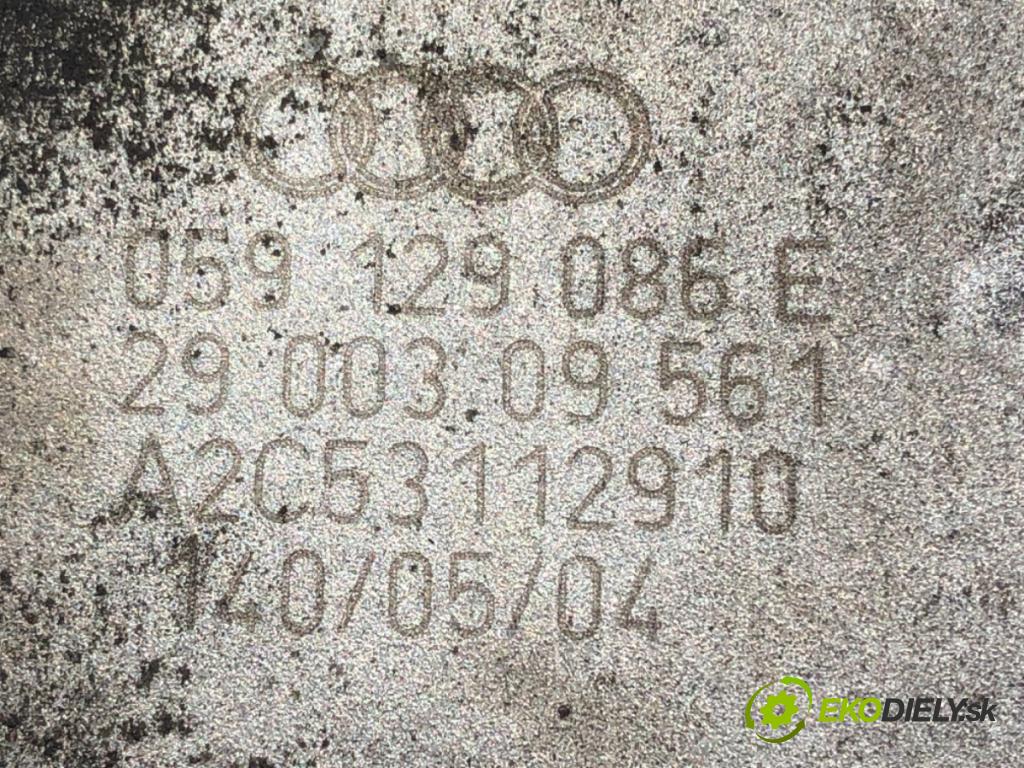 059 129 086 E
29 003 09 561
A2C53112910
140/05/04
EKODIELY.sk